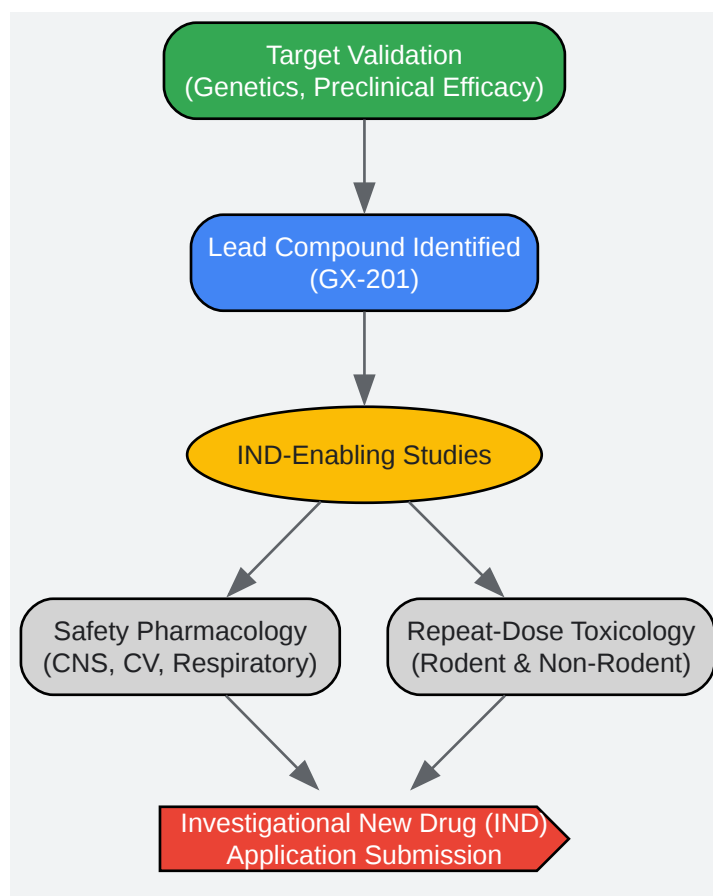 Target Validation
(Genetics, Preclinical Efficacy)
Lead Compound Identified
(GX-201)
IND-Enabling Studies
Safety Pharmacology
(CNS, CV, Respiratory)
Repeat-Dose Toxicology
(Rodent & Non-Rodent)
Investigational New Drug (IND)
Application Submission